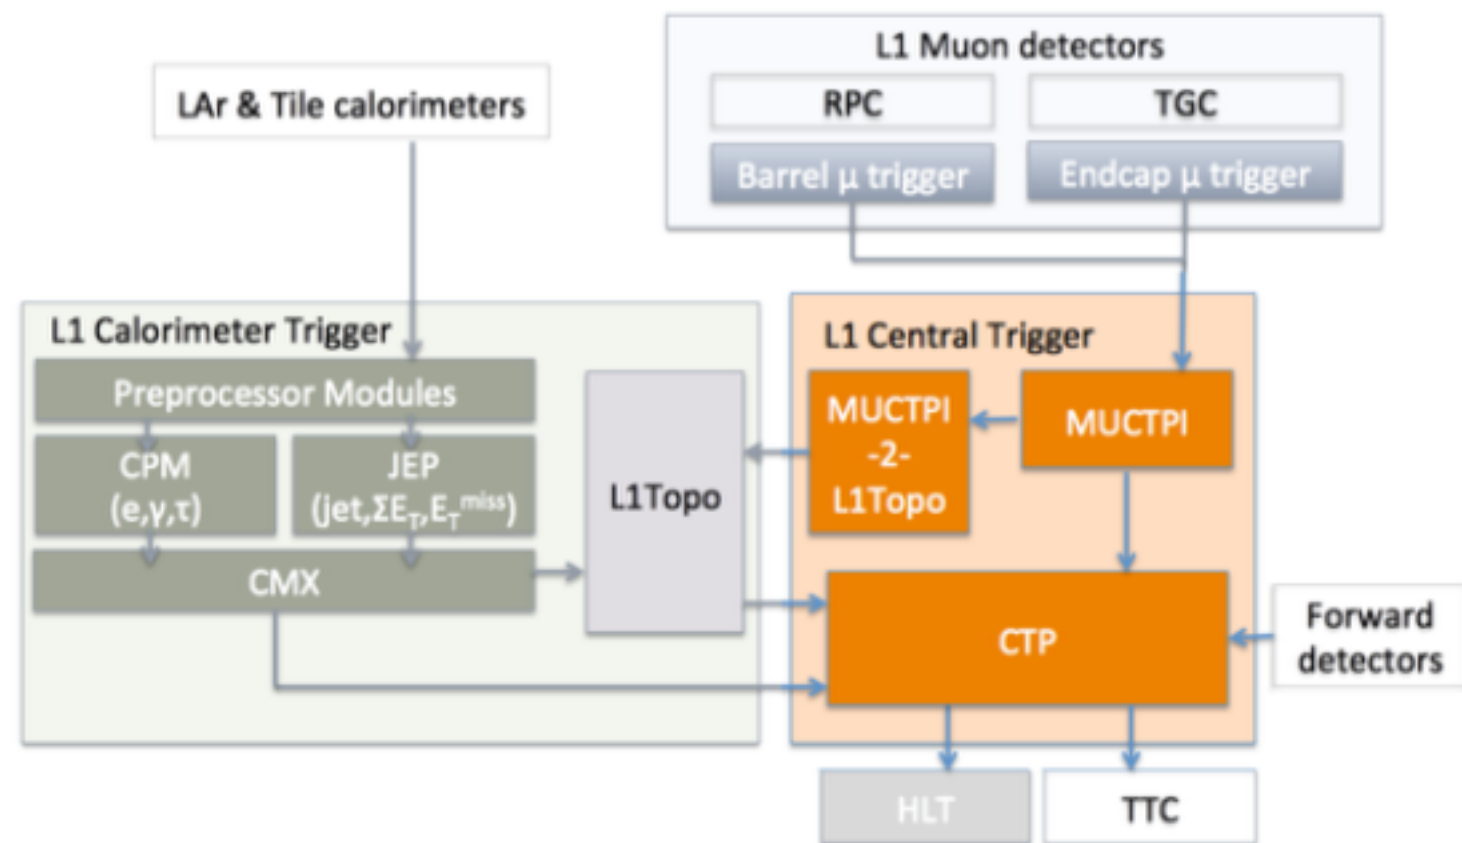 L1 Muon detectors
LAr & Tile calorimeters
RPC
TGC
Barrel μ trigger
Endcap μ trigger
L1 Calorimeter Trigger
L1 Central Trigger
Preprocessor Modules
CPM
(e,γ,τ)
JEP
(jet,ΣE_T,E_T^miss)
CMX
L1Topo
MUCTPI
-2-
L1Topo
MUCTPI
CTP
Forward
detectors
HLT
TTC